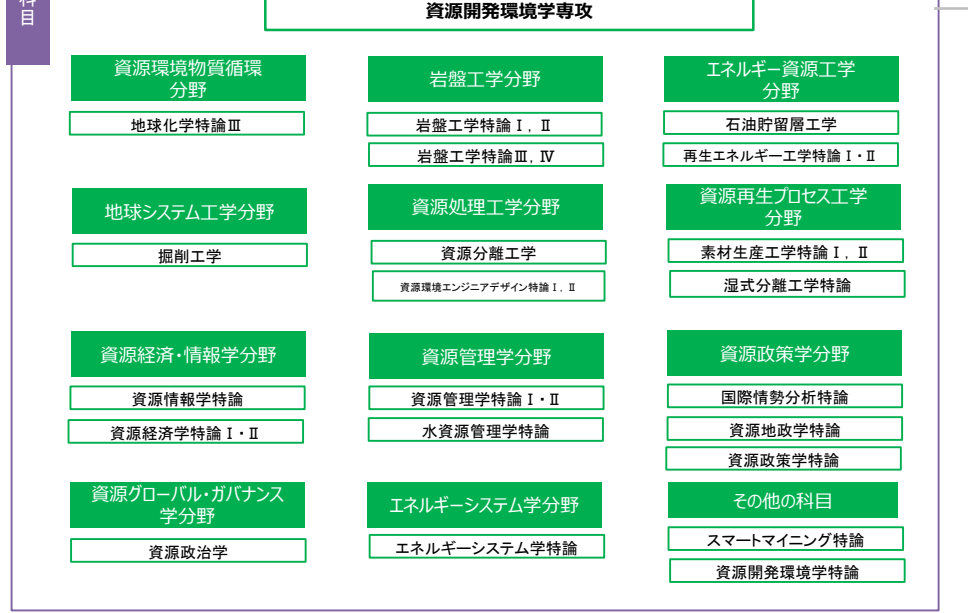 科目
資源開発環境学専攻
資源環境物質循環
分野
地球化学特論Ⅲ
岩盤工学分野
岩盤工学特論Ⅰ, Ⅱ
岩盤工学特論Ⅲ, Ⅳ
エネルギー資源工学
分野
石油貯留層工学
再生エネルギー工学特論Ⅰ・Ⅱ
地球システム工学分野
掘削工学
資源処理工学分野
資源分離工学
資源環境エンジニアデザイン特論Ⅰ, Ⅱ
資源再生プロセス工学
分野
素材生産工学特論Ⅰ, Ⅱ
湿式分離工学特論
資源経済・情報学分野
資源情報学特論
資源経済学特論Ⅰ・Ⅱ
資源管理学分野
資源管理学特論Ⅰ・Ⅱ
水資源管理学特論
資源政策学分野
国際情勢分析特論
資源地政学特論
資源政策学特論
資源グローバル・ガバナンス
学分野
資源政治学
エネルギーシステム学分野
エネルギーシステム学特論
その他の科目
スマートマイニング特論
資源開発環境学特論